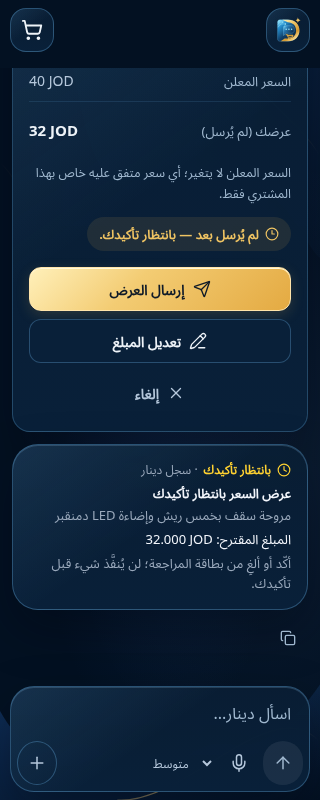 السعر المعلن 40 JOD
عرضك (لم يُرسل) 32 JOD
السعر المعلن لا يتغير؛ أي سعر متفق عليه خاص بهذا
المشتري فقط.
لم يُرسل بعد — بانتظار تأكيدك.
إرسال العرض
تعديل المبلغ
إلغاء
بانتظار تأكيدك · سجل دينار
عرض السعر بانتظار تأكيدك
مروحة سقف بخمس ريش وإضاءة LED دمنقبر
المبلغ المقترح: 32.000 JOD
أكّد أو ألغِ من بطاقة المراجعة؛ لن يُنفَّذ شيء قبل
تأكيدك.
اسأل دينار...
متوسط